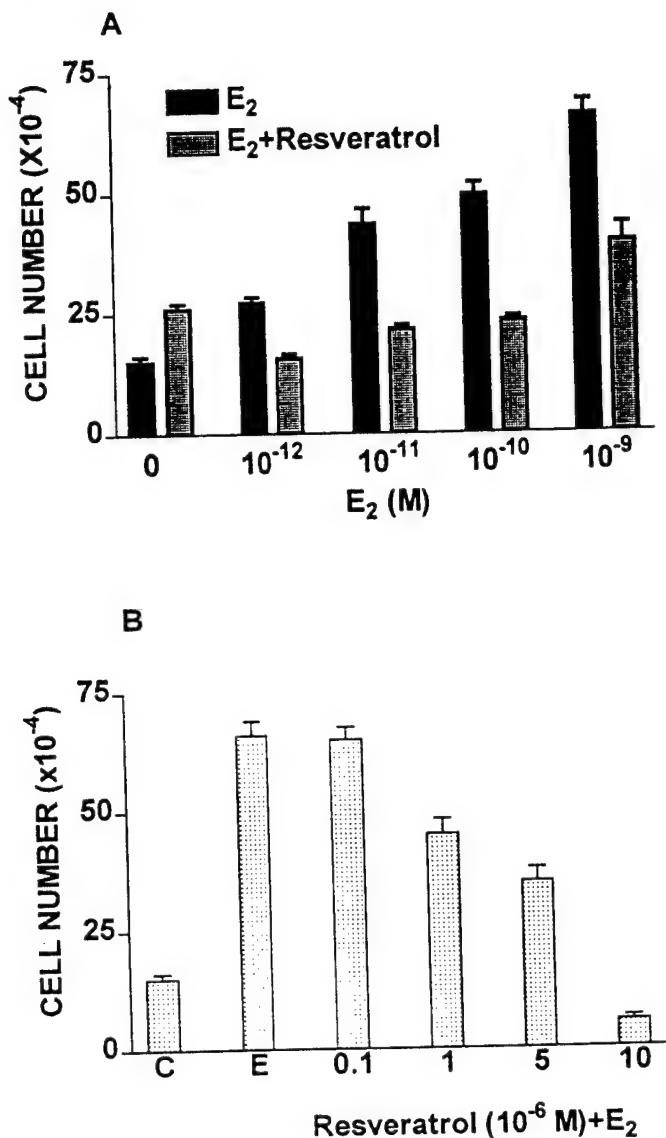 A
75
50
25
0
CELL NUMBER (X10⁻⁴)
E₂
E₂+Resveratrol
0 10⁻¹² 10⁻¹¹ 10⁻¹⁰ 10⁻⁹
E₂ (M)
B
75
50
25
0
CELL NUMBER (x10⁻⁴)
C E 0.1 1 5 10
Resveratrol (10⁻⁶ M)+E₂